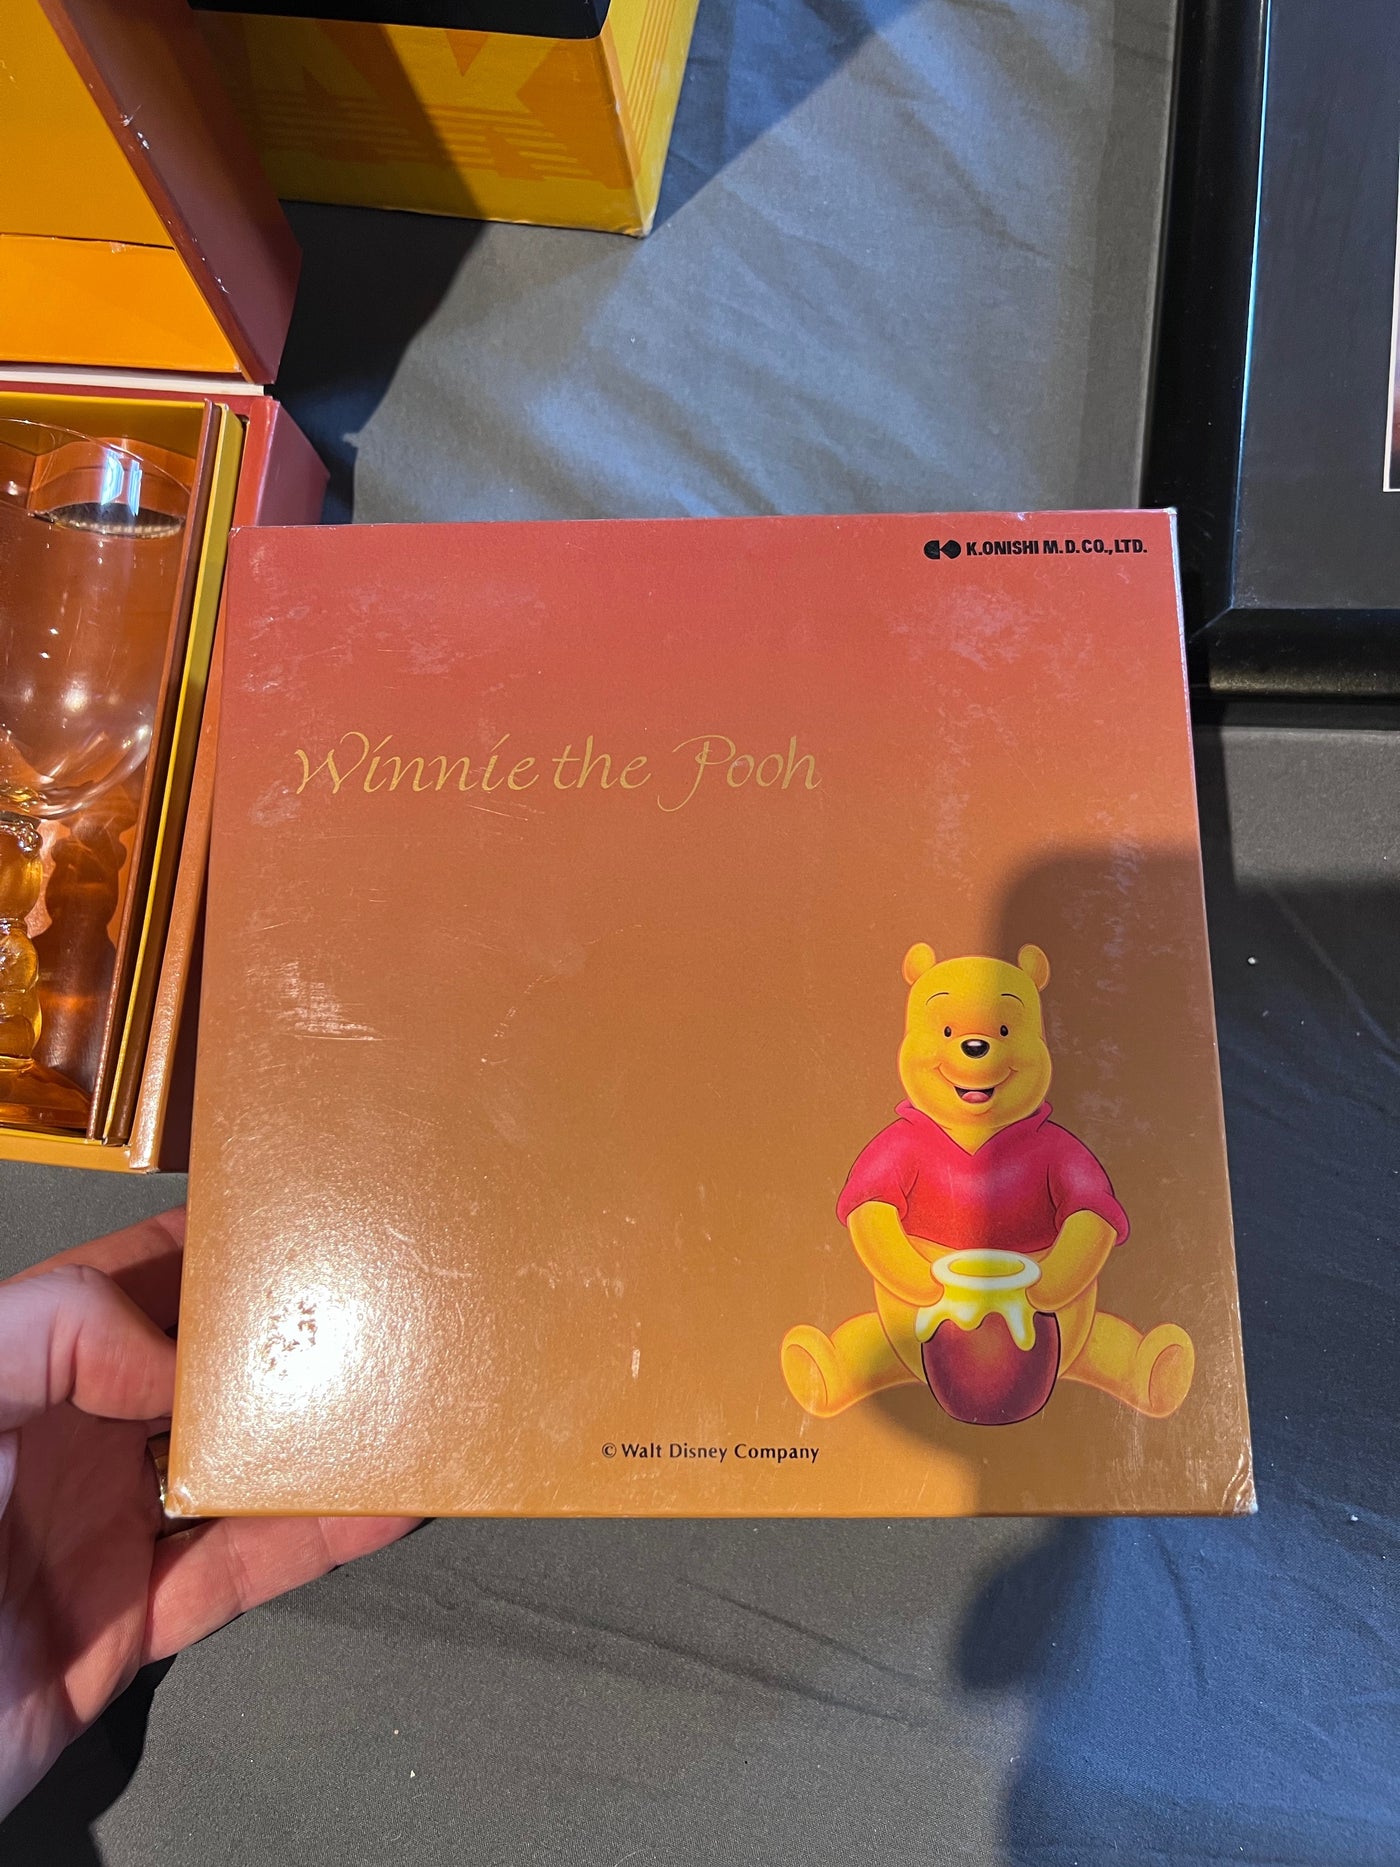 K.ONISHI M.D.CO.,LTD.
Winnie the Pooh
© Walt Disney Company